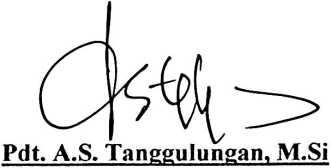 Pdt. A.S. Tanggulungan, M.Si